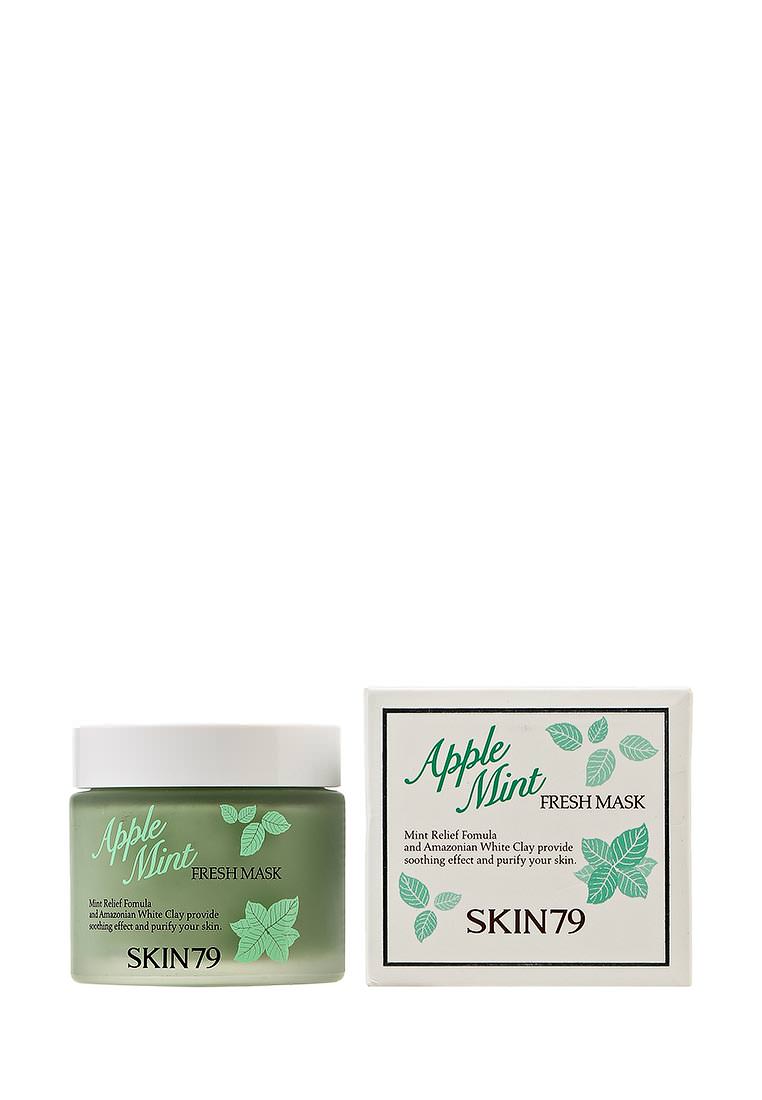 Apple
Mint
FRESH MASK
Mint Relief Fomula
and Amazonian White Clay provide
soothing effect and purify your skin.
SKIN79
Apple
Mint
FRESH MASK
Mint Relief Fomula
and Amazonian White Clay provide
soothing effect and purify your skin.
SKIN79